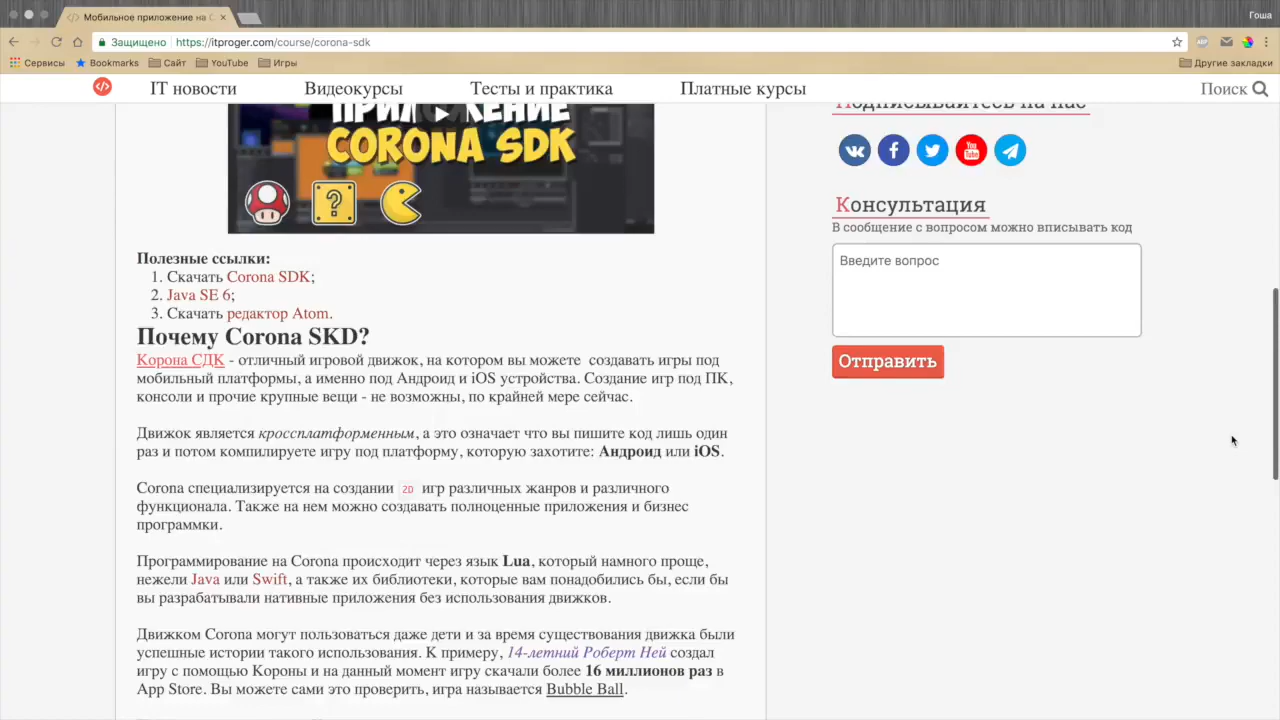 Мобильное приложение на С
Гоша
Защищено
https://itproger.com/course/corona-sdk
ABP
Сервисы
Bookmarks
Сайт
YouTube
Игры
Другие закладки
IT новости
Видеокурсы
Тесты и практика
Платные курсы
Поиск
ПРИЛОЖЕНИЕ
CORONA SDK
?
Полезные ссылки:
1. Скачать Corona SDK;
2. Java SE 6;
3. Скачать редактор Atom.
Почему Corona SKD?
Корона СДК - отличный игровой движок, на котором вы можете создавать игры под
мобильный платформы, а именно под Андроид и iOS устройства. Создание игр под ПК,
консоли и прочие крупные вещи - не возможны, по крайней мере сейчас.
Движок является кроссплатформенным, а это означает что вы пишите код лишь один
раз и потом компилируете игру под платформу, которую захотите: Андроид или iOS.
Corona специализируется на создании 2D игр различных жанров и различного
функционала. Также на нем можно создавать полноценные приложения и бизнес
программки.
Программирование на Corona происходит через язык Lua, который намного проще,
нежели Java или Swift, а также их библиотеки, которые вам понадобились бы, если бы
вы разрабатывали нативные приложения без использования движков.
Движком Corona могут пользоваться даже дети и за время существования движка были
успешные истории такого использования. К примеру, 14-летний Роберт Ней создал
игру с помощью Короны и на данный момент игру скачали более 16 миллионов раз в
App Store. Вы можете сами это проверить, игра называется Bubble Ball.
Подписывайтесь на нас
You Tube
Консультация
В сообщение с вопросом можно вписывать код
Введите вопрос
Отправить